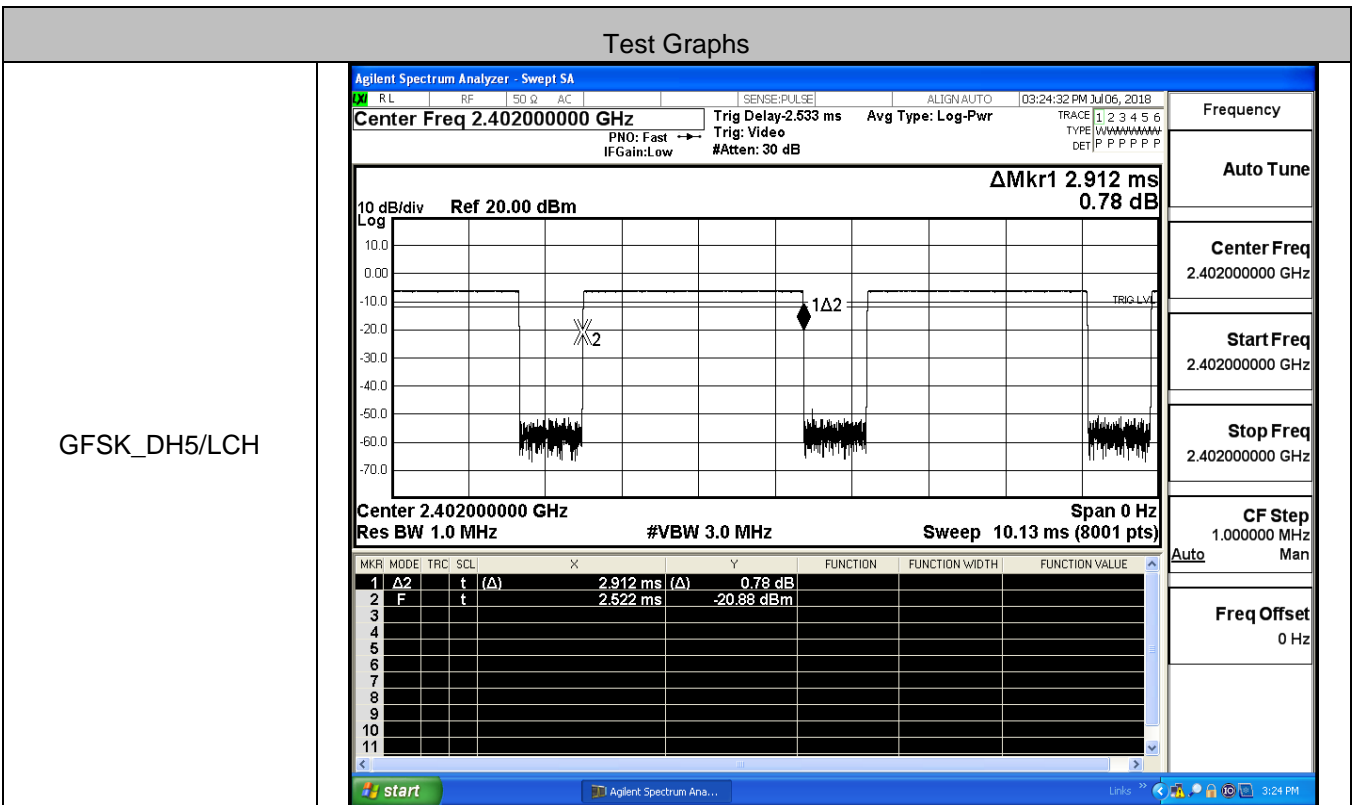 Test Graphs
GFSK_DH5/LCH
Agilent Spectrum Analyzer - Swept SA
LXI RL RF 50 Ω AC SENSE:PULSE ALIGN AUTO 03:24:32 PM Jul 06, 2018
Center Freq 2.402000000 GHz
PNO: Fast
IFGain:Low
Trig Delay-2.533 ms
Trig: Video
#Atten: 30 dB
Avg Type: Log-Pwr
TRACE 1 2 3 4 5 6
TYPE WWWWWW
DET P P P P P P
ΔMkr1 2.912 ms
0.78 dB
10 dB/div Ref 20.00 dBm
Log
10.0
0.00
-10.0
-20.0
-30.0
-40.0
-50.0
-60.0
-70.0
TRIG LVL
1Δ2
2
Center 2.402000000 GHz Span 0 Hz
Res BW 1.0 MHz #VBW 3.0 MHz Sweep 10.13 ms (8001 pts)
MKR MODE TRC SCL X Y FUNCTION FUNCTION WIDTH FUNCTION VALUE
1 Δ2 t (Δ) 2.912 ms (Δ) 0.78 dB
2 F t 2.522 ms -20.88 dBm
3
4
5
6
7
8
9
10
11
Frequency
Auto Tune
Center Freq
2.402000000 GHz
Start Freq
2.402000000 GHz
Stop Freq
2.402000000 GHz
CF Step
1.000000 MHz
Auto Man
Freq Offset
0 Hz
start Agilent Spectrum Ana... Links » 3:24 PM